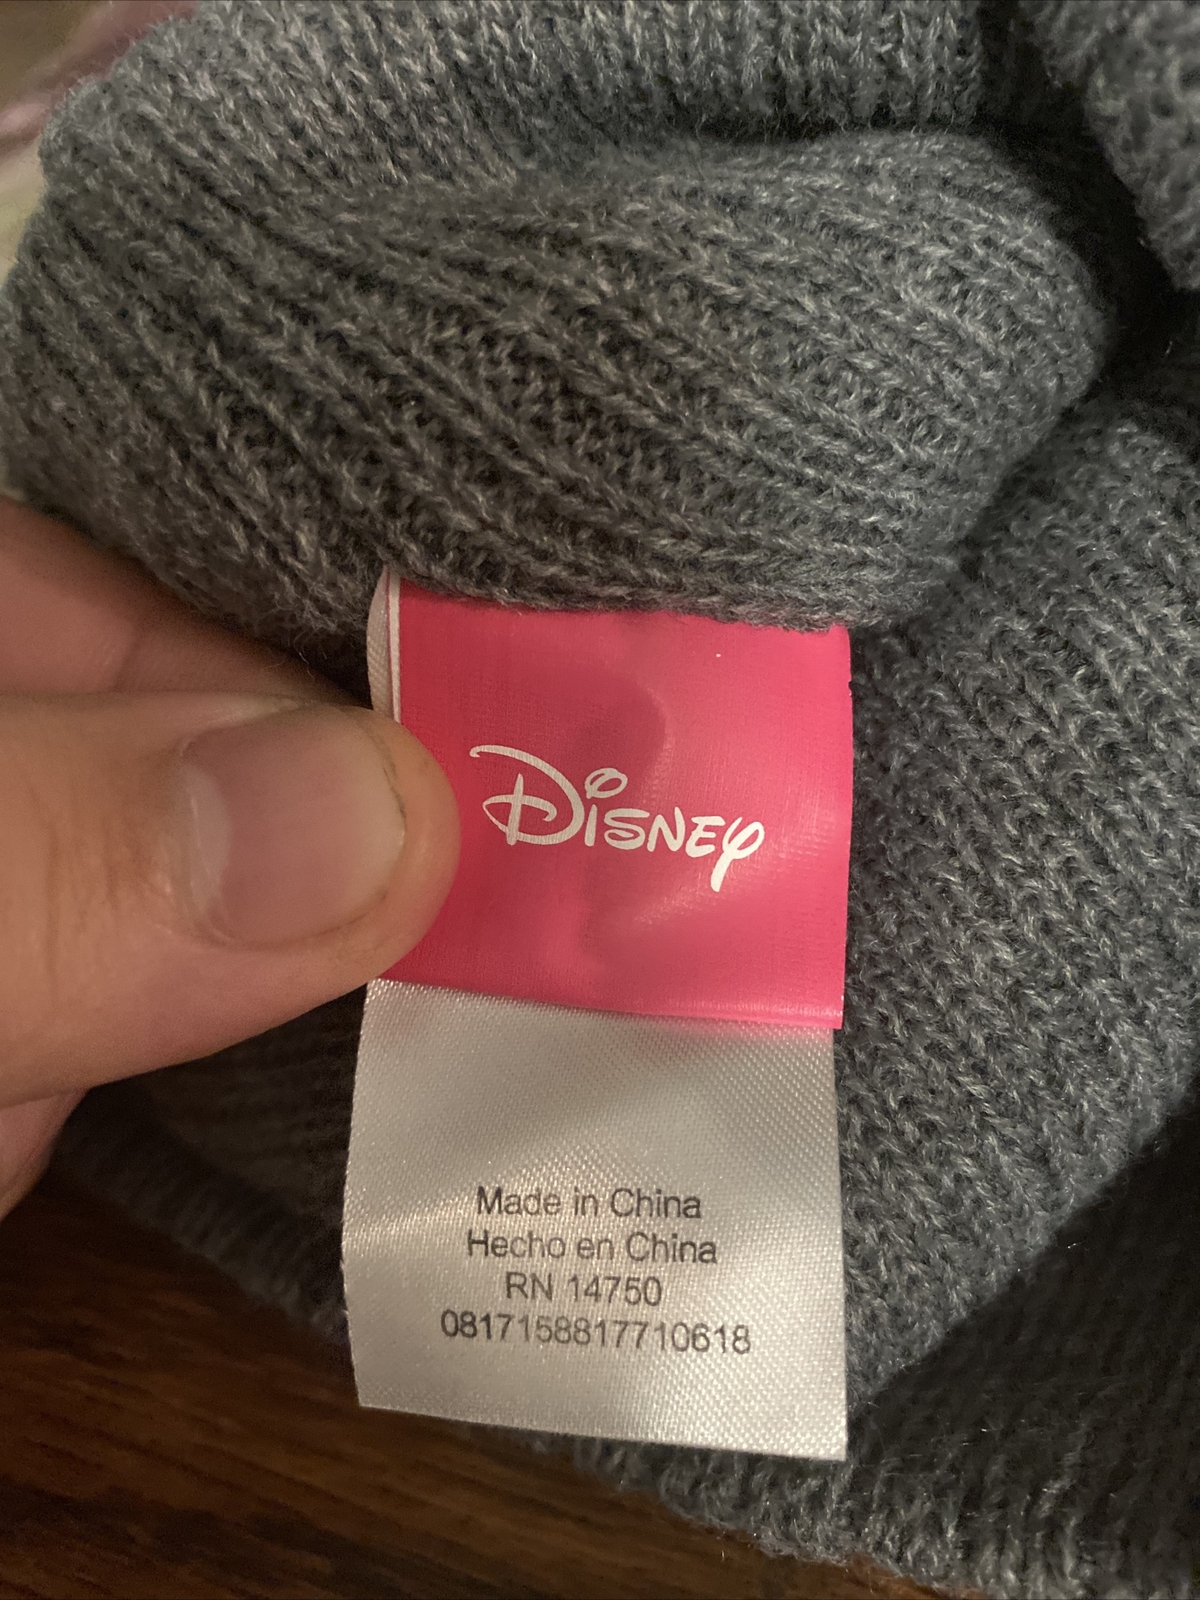 Disney
Made in China
Hecho en China
RN 14750
0817158817710618